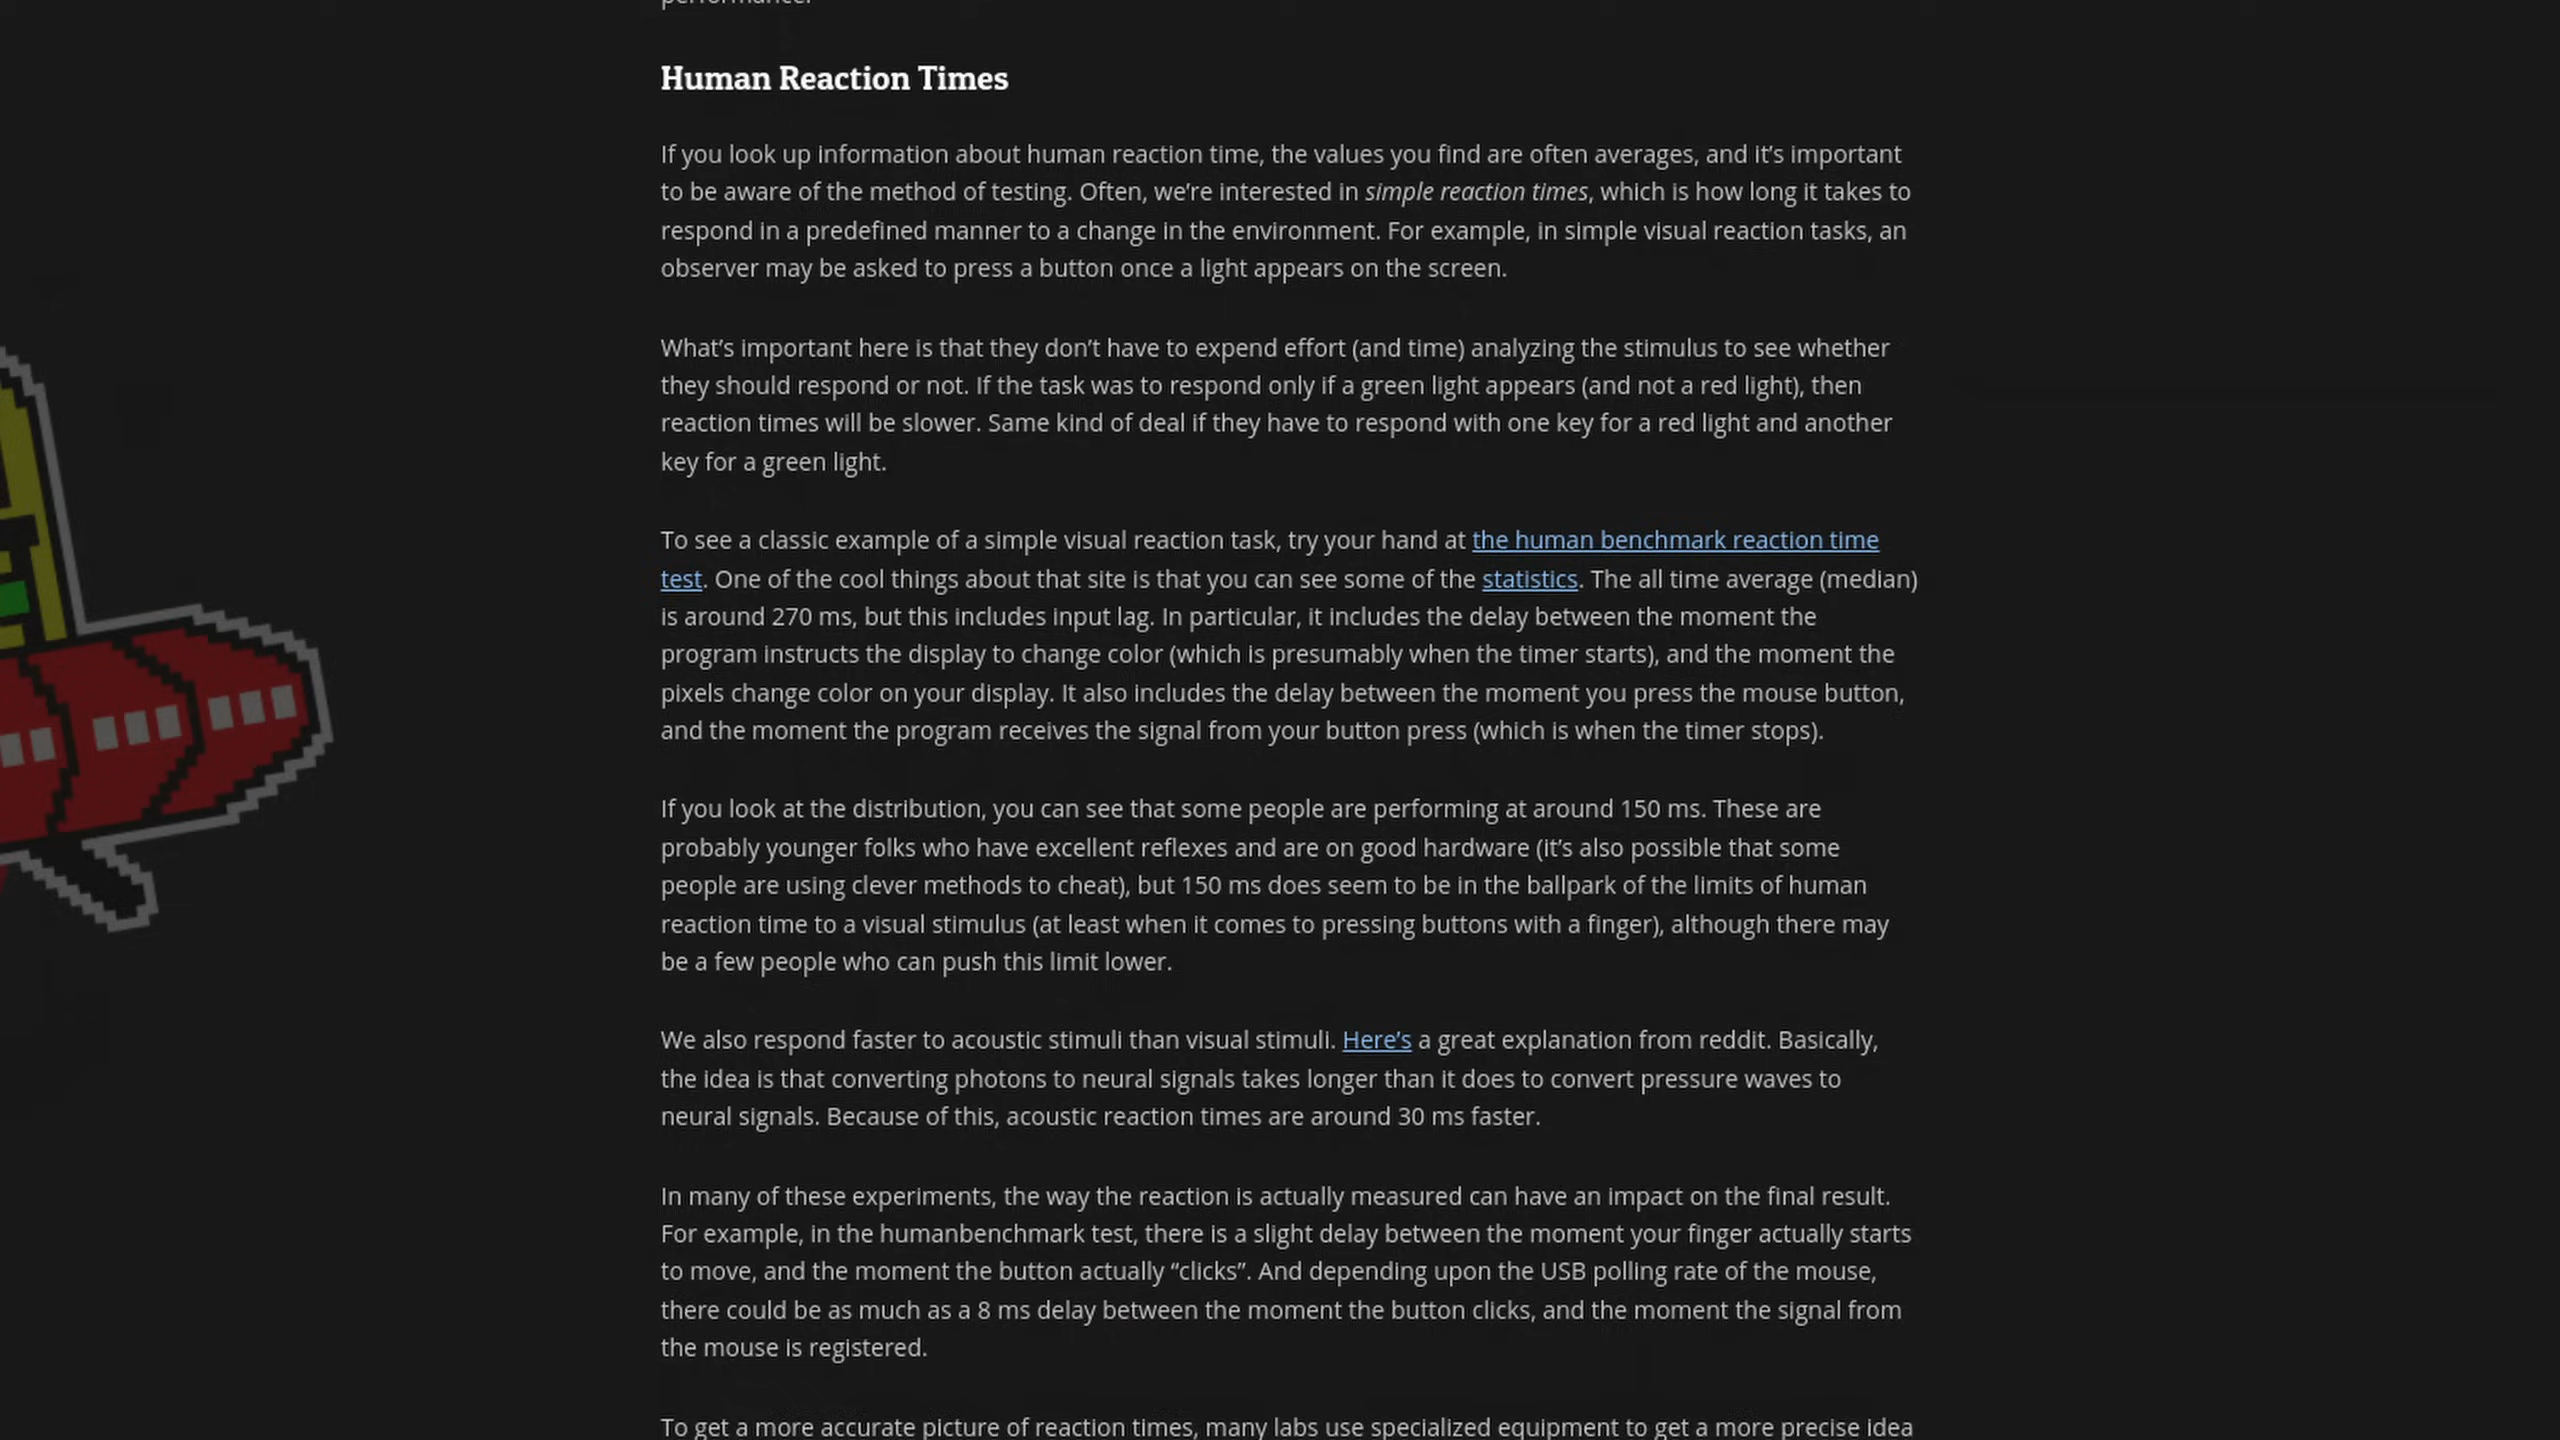 performance.
Human Reaction Times
If you look up information about human reaction time, the values you find are often averages, and it’s important
to be aware of the method of testing. Often, we’re interested in simple reaction times, which is how long it takes to
respond in a predefined manner to a change in the environment. For example, in simple visual reaction tasks, an
observer may be asked to press a button once a light appears on the screen.
What’s important here is that they don’t have to expend effort (and time) analyzing the stimulus to see whether
they should respond or not. If the task was to respond only if a green light appears (and not a red light), then
reaction times will be slower. Same kind of deal if they have to respond with one key for a red light and another
key for a green light.
To see a classic example of a simple visual reaction task, try your hand at the human benchmark reaction time
test. One of the cool things about that site is that you can see some of the statistics. The all time average (median)
is around 270 ms, but this includes input lag. In particular, it includes the delay between the moment the
program instructs the display to change color (which is presumably when the timer starts), and the moment the
pixels change color on your display. It also includes the delay between the moment you press the mouse button,
and the moment the program receives the signal from your button press (which is when the timer stops).
If you look at the distribution, you can see that some people are performing at around 150 ms. These are
probably younger folks who have excellent reflexes and are on good hardware (it’s also possible that some
people are using clever methods to cheat), but 150 ms does seem to be in the ballpark of the limits of human
reaction time to a visual stimulus (at least when it comes to pressing buttons with a finger), although there may
be a few people who can push this limit lower.
We also respond faster to acoustic stimuli than visual stimuli. Here’s a great explanation from reddit. Basically,
the idea is that converting photons to neural signals takes longer than it does to convert pressure waves to
neural signals. Because of this, acoustic reaction times are around 30 ms faster.
In many of these experiments, the way the reaction is actually measured can have an impact on the final result.
For example, in the humanbenchmark test, there is a slight delay between the moment your finger actually starts
to move, and the moment the button actually “clicks”. And depending upon the USB polling rate of the mouse,
there could be as much as a 8 ms delay between the moment the button clicks, and the moment the signal from
the mouse is registered.
To get a more accurate picture of reaction times, many labs use specialized equipment to get a more precise idea